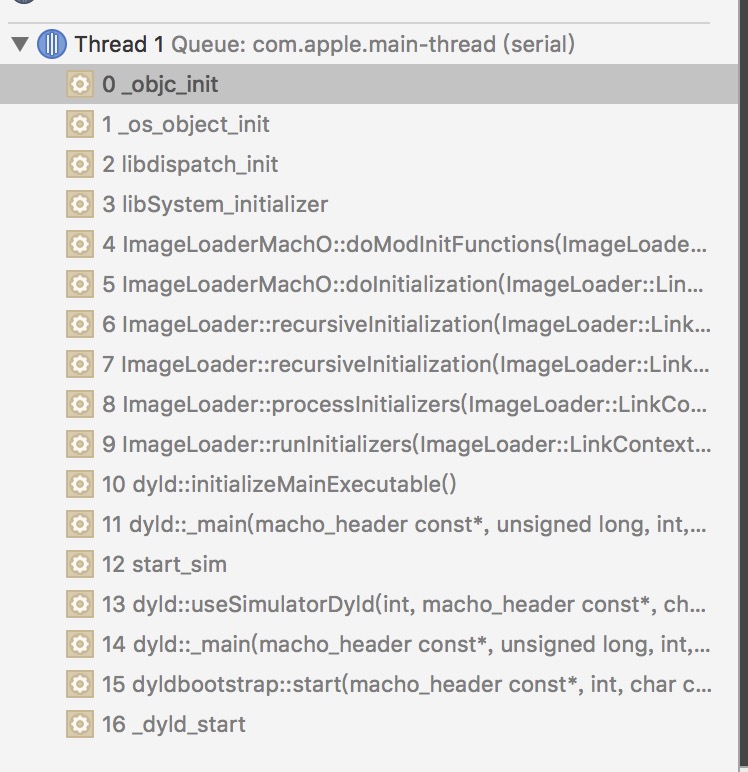 Thread 1 Queue: com.apple.main-thread (serial)
0 _objc_init
1 _os_object_init
2 libdispatch_init
3 libSystem_initializer
4 ImageLoaderMachO::doModInitFunctions(ImageLoade...
5 ImageLoaderMachO::doInitialization(ImageLoader::Lin...
6 ImageLoader::recursiveInitialization(ImageLoader::Link...
7 ImageLoader::recursiveInitialization(ImageLoader::Link...
8 ImageLoader::processInitializers(ImageLoader::LinkCo...
9 ImageLoader::runInitializers(ImageLoader::LinkContext...
10 dyld::initializeMainExecutable()
11 dyld::_main(macho_header const*, unsigned long, int,...
12 start_sim
13 dyld::useSimulatorDyld(int, macho_header const*, ch...
14 dyld::_main(macho_header const*, unsigned long, int,...
15 dyldbootstrap::start(macho_header const*, int, char c...
16 _dyld_start